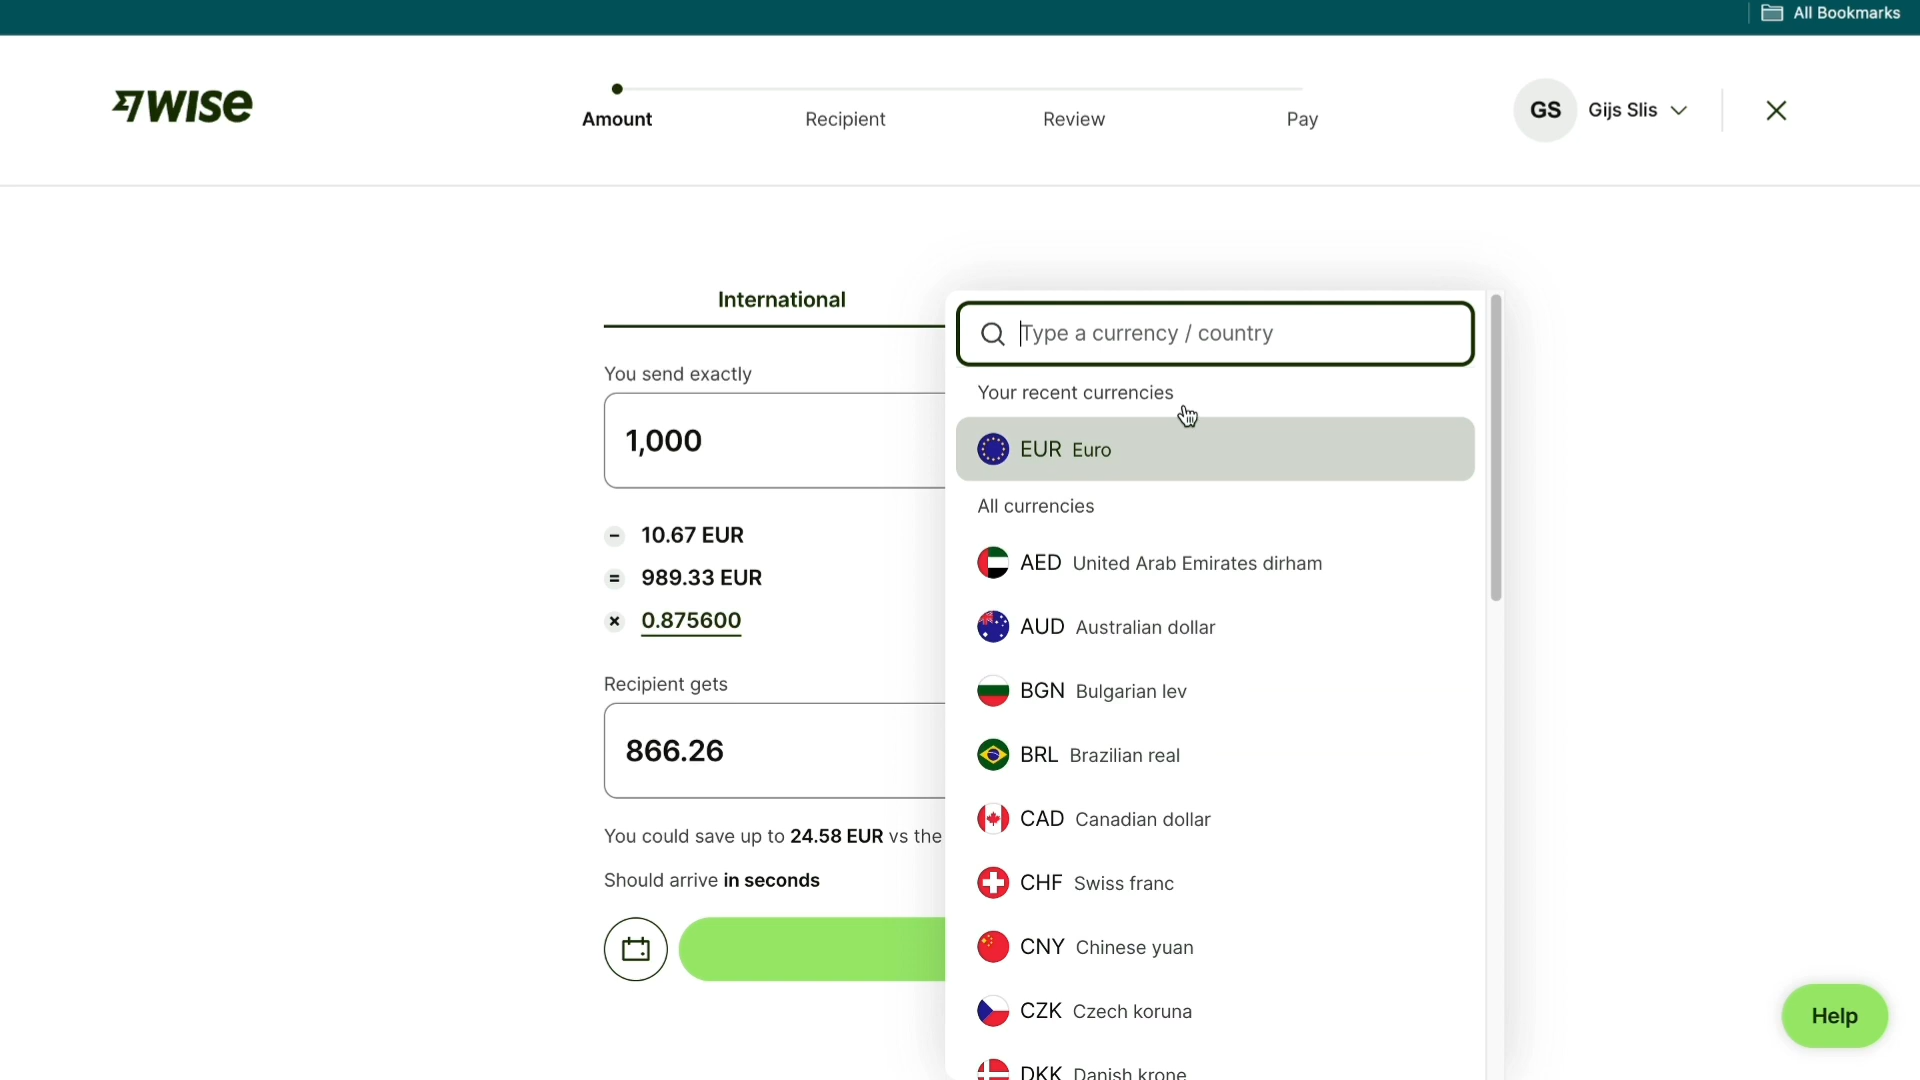 All Bookmarks
WISE
Amount
Recipient
Review
Pay
GS
Gijs Slis
International
You send exactly
1,000
− 10.67 EUR
= 989.33 EUR
× 0.875600
Recipient gets
866.26
You could save up to 24.58 EUR vs the
Should arrive in seconds
Type a currency / country
Your recent currencies
EUR Euro
All currencies
AED United Arab Emirates dirham
AUD Australian dollar
BGN Bulgarian lev
BRL Brazilian real
CAD Canadian dollar
CHF Swiss franc
CNY Chinese yuan
CZK Czech koruna
DKK Danish krone
Help